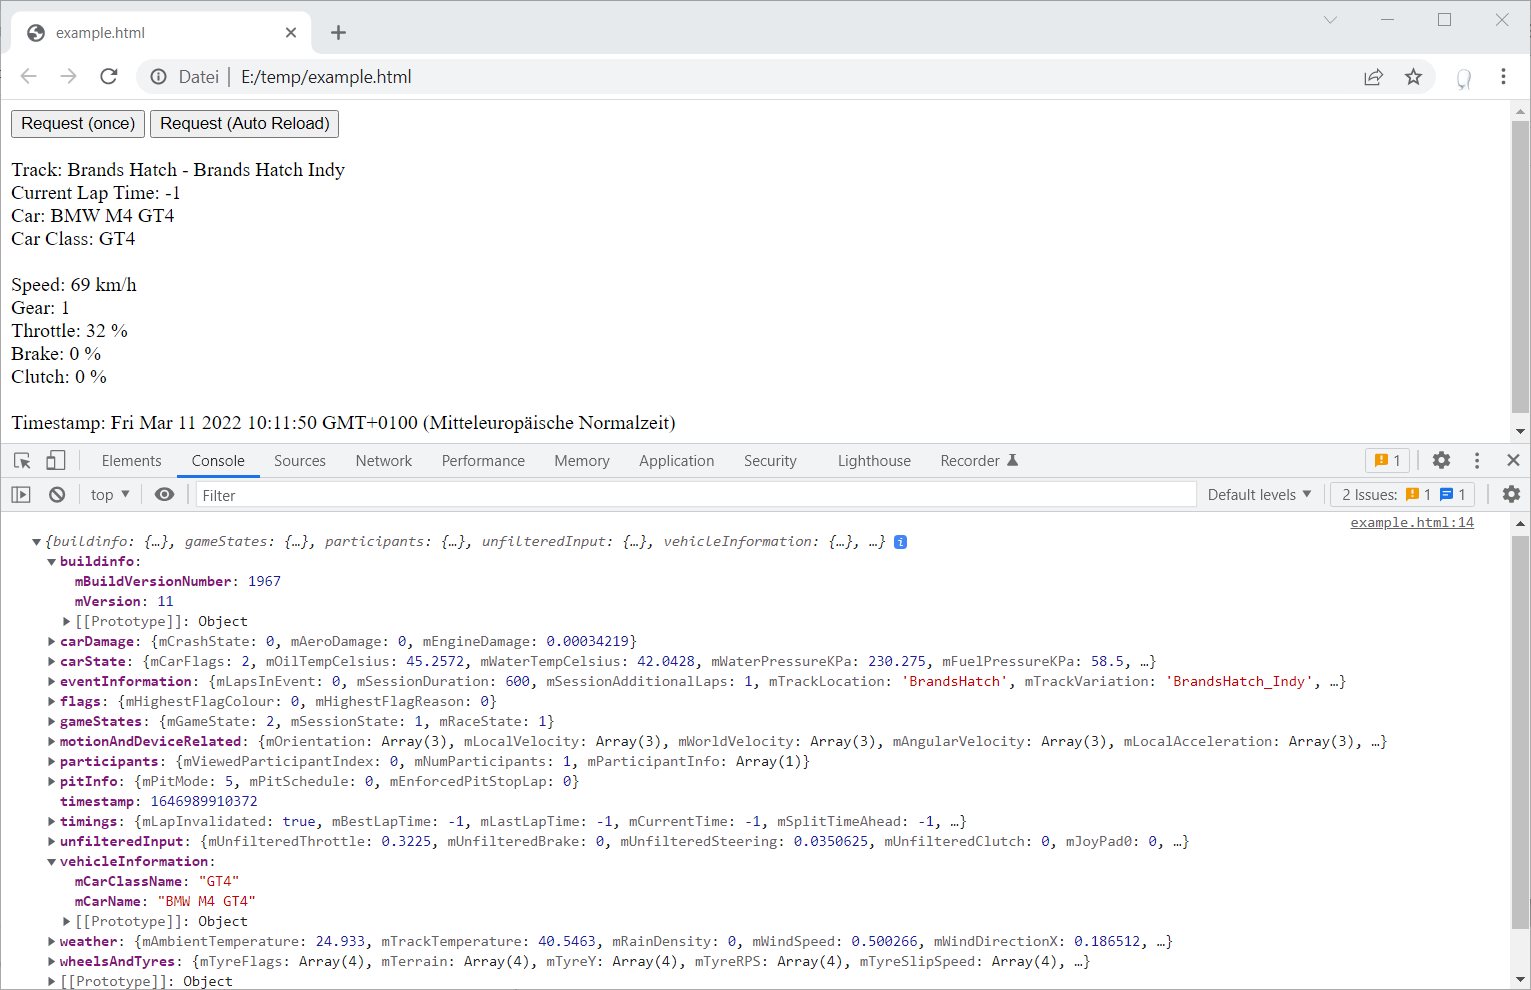 example.html
Datei | E:/temp/example.html
Request (once) Request (Auto Reload)
Track: Brands Hatch - Brands Hatch Indy
Current Lap Time: -1
Car: BMW M4 GT4
Car Class: GT4
Speed: 69 km/h
Gear: 1
Throttle: 32 %
Brake: 0 %
Clutch: 0 %
Timestamp: Fri Mar 11 2022 10:11:50 GMT+0100 (Mitteleuropäische Normalzeit)
Elements Console Sources Network Performance Memory Application Security Lighthouse Recorder 1
top Filter Default levels 2 Issues: 1 1
example.html:14
{buildinfo: {…}, gameStates: {…}, participants: {…}, unfilteredInput: {…}, vehicleInformation: {…}, …} i
buildinfo:
mBuildVersionNumber: 1967
mVersion: 11
[[Prototype]]: Object
carDamage: {mCrashState: 0, mAeroDamage: 0, mEngineDamage: 0.00034219}
carState: {mCarFlags: 2, mOilTempCelsius: 45.2572, mWaterTempCelsius: 42.0428, mWaterPressureKPa: 230.275, mFuelPressureKPa: 58.5, …}
eventInformation: {mLapsInEvent: 0, mSessionDuration: 600, mSessionAdditionalLaps: 1, mTrackLocation: 'BrandsHatch', mTrackVariation: 'BrandsHatch_Indy', …}
flags: {mHighestFlagColour: 0, mHighestFlagReason: 0}
gameStates: {mGameState: 2, mSessionState: 1, mRaceState: 1}
motionAndDeviceRelated: {mOrientation: Array(3), mLocalVelocity: Array(3), mWorldVelocity: Array(3), mAngularVelocity: Array(3), mLocalAcceleration: Array(3), …}
participants: {mViewedParticipantIndex: 0, mNumParticipants: 1, mParticipantInfo: Array(1)}
pitInfo: {mPitMode: 5, mPitSchedule: 0, mEnforcedPitStopLap: 0}
timestamp: 1646989910372
timings: {mLapInvalidated: true, mBestLapTime: -1, mLastLapTime: -1, mCurrentTime: -1, mSplitTimeAhead: -1, …}
unfilteredInput: {mUnfilteredThrottle: 0.3225, mUnfilteredBrake: 0, mUnfilteredSteering: 0.0350625, mUnfilteredClutch: 0, mJoyPad0: 0, …}
vehicleInformation:
mCarClassName: "GT4"
mCarName: "BMW M4 GT4"
[[Prototype]]: Object
weather: {mAmbientTemperature: 24.933, mTrackTemperature: 40.5463, mRainDensity: 0, mWindSpeed: 0.500266, mWindDirectionX: 0.186512, …}
wheelsAndTyres: {mTyreFlags: Array(4), mTerrain: Array(4), mTyreY: Array(4), mTyreRPS: Array(4), mTyreSlipSpeed: Array(4), …}
[[Prototype]]: Object